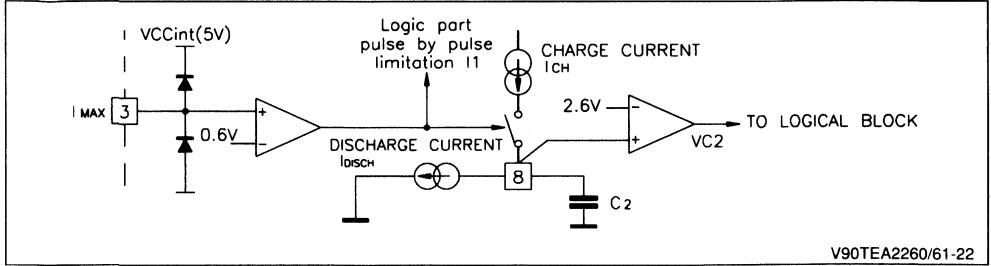 Logic part
pulse by pulse
limitation I1
VCCint(5V)
CHARGE CURRENT
ICH
I MAX
3
+
0.6V
−
2.6V
−
+
VC2
TO LOGICAL BLOCK
DISCHARGE CURRENT
IDISCH
8
C2
V90TEA2260/61-22